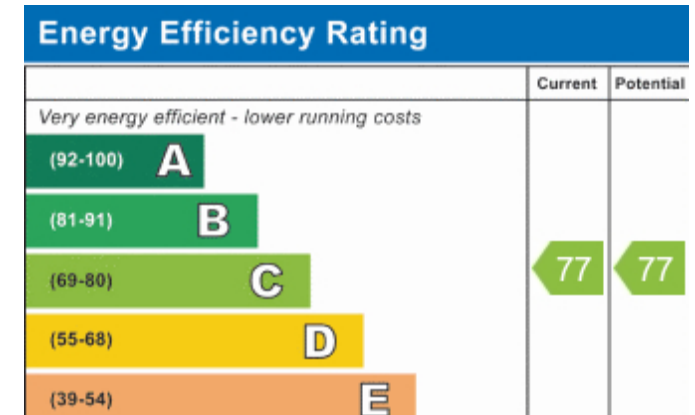 Energy Efficiency Rating
Current Potential
Very energy efficient - lower running costs
(92-100) A
(81-91) B
(69-80) C 77 77
(55-68) D
(39-54) E